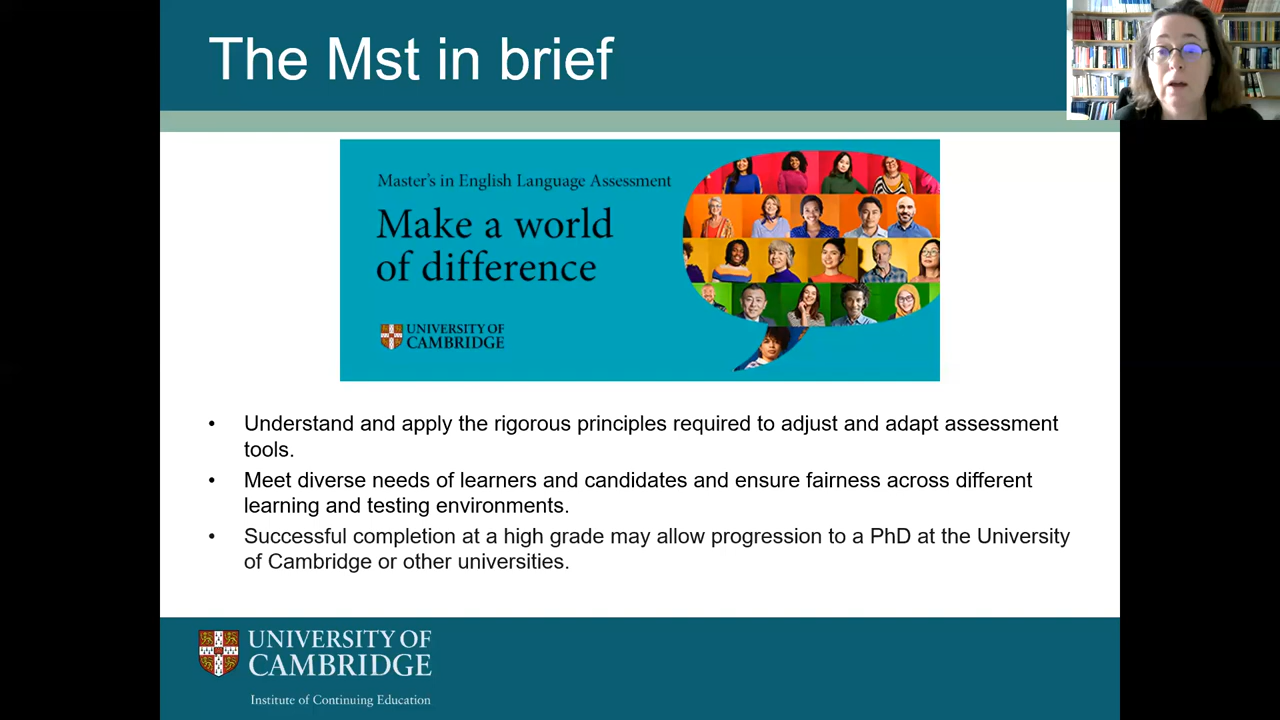 The Mst in brief
Master's in English Language Assessment
Make a world
of difference
UNIVERSITY OF
CAMBRIDGE
• Understand and apply the rigorous principles required to adjust and adapt assessment
tools.
• Meet diverse needs of learners and candidates and ensure fairness across different
learning and testing environments.
• Successful completion at a high grade may allow progression to a PhD at the University
of Cambridge or other universities.
UNIVERSITY OF
CAMBRIDGE
Institute of Continuing Education